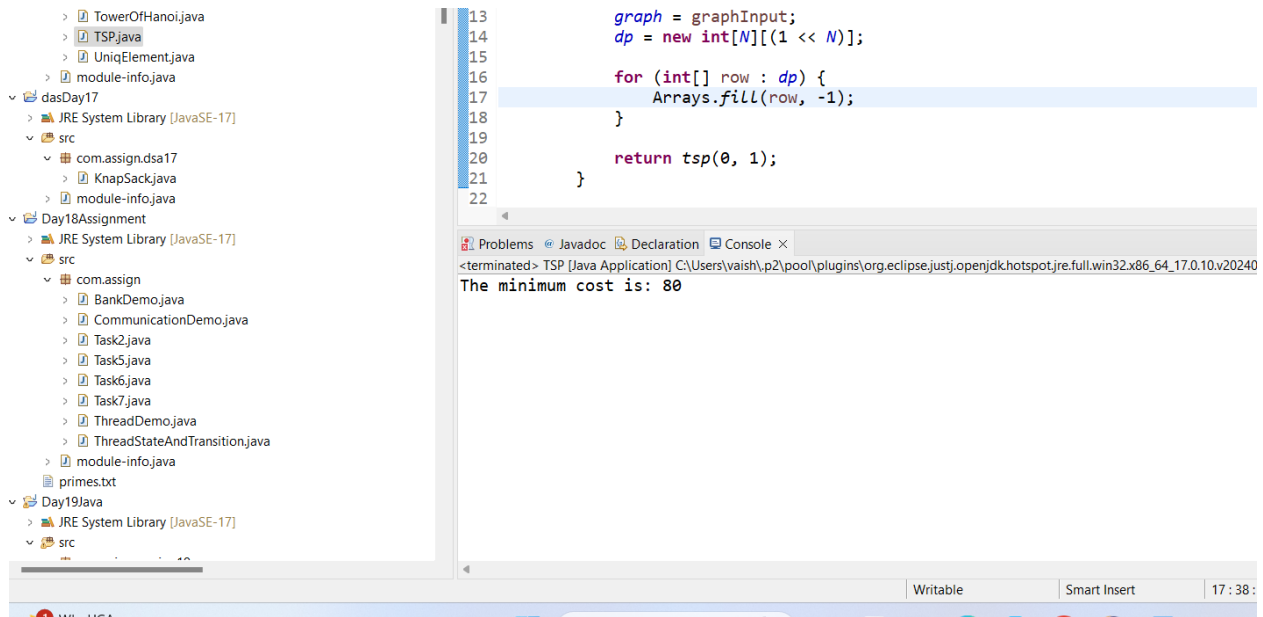 TowerOfHanoi.java
TSP.java
UniqElement.java
module-info.java
dasDay17
JRE System Library [JavaSE-17]
src
com.assign.dsa17
KnapSack.java
module-info.java
Day18Assignment
JRE System Library [JavaSE-17]
src
com.assign
BankDemo.java
CommunicationDemo.java
Task2.java
Task5.java
Task6.java
Task7.java
ThreadDemo.java
ThreadStateAndTransition.java
module-info.java
primes.txt
Day19Java
JRE System Library [JavaSE-17]
src
13 graph = graphInput;
14 dp = new int[N][(1 << N)];
15
16 for (int[] row : dp) {
17 Arrays.fill(row, -1);
18 }
19
20 return tsp(0, 1);
21 }
22
Problems @ Javadoc Declaration Console ×
<terminated> TSP [Java Application] C:\Users\vaish\.p2\pool\plugins\org.eclipse.justj.openjdk.hotspot.jre.full.win32.x86_64_17.0.10.v20240
The minimum cost is: 80
Writable Smart Insert 17 : 38 :
1